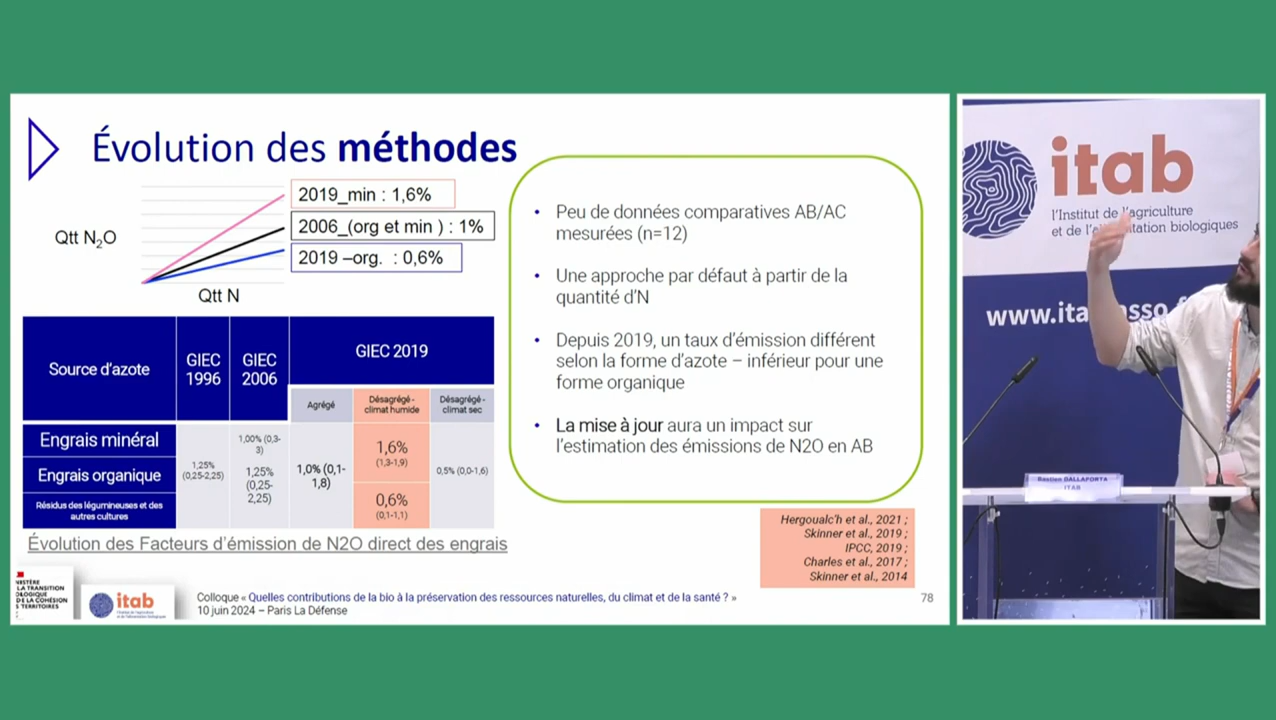 Évolution des méthodes
2019_min : 1,6%
2006_(org et min ) : 1%
2019 –org. : 0,6%
Qtt N2O
Qtt N
Source d'azote
GIEC
1996
GIEC
2006
GIEC 2019
Agrégé
Désagrégé -
climat humide
Désagrégé -
climat sec
Engrais minéral
Engrais organique
Résidus des légumineuses et des
autres cultures
1,25%
(0,25-2,25)
1,00% (0,3-
3)
1,25%
(0,25-
2,25)
1,0% (0,1-
1,8)
1,6%
(1,3-1,9)
0,6%
(0,1-1,1)
0,5% (0,0-1,6)
Évolution des Facteurs d'émission de N2O direct des engrais
• Peu de données comparatives AB/AC
mesurées (n=12)
• Une approche par défaut à partir de la
quantité d'N
• Depuis 2019, un taux d'émission différent
selon la forme d'azote – inférieur pour une
forme organique
• La mise à jour aura un impact sur
l'estimation des émissions de N2O en AB
Hergoualc'h et al., 2021 ;
Skinner et al., 2019 ;
IPCC, 2019 ;
Charles et al., 2017 ;
Skinner et al., 2014
LA TRANSITION
DE LA COHÉSION
TERRITOIRES
itab
Colloque « Quelles contributions de la bio à la préservation des ressources naturelles, du climat et de la santé ? »
10 juin 2024 – Paris La Défense
78
itab
l'Institut de l'agriculture
et de l'alimentation biologiques
www.ita
Bastien DALLAPORTA
ITAB